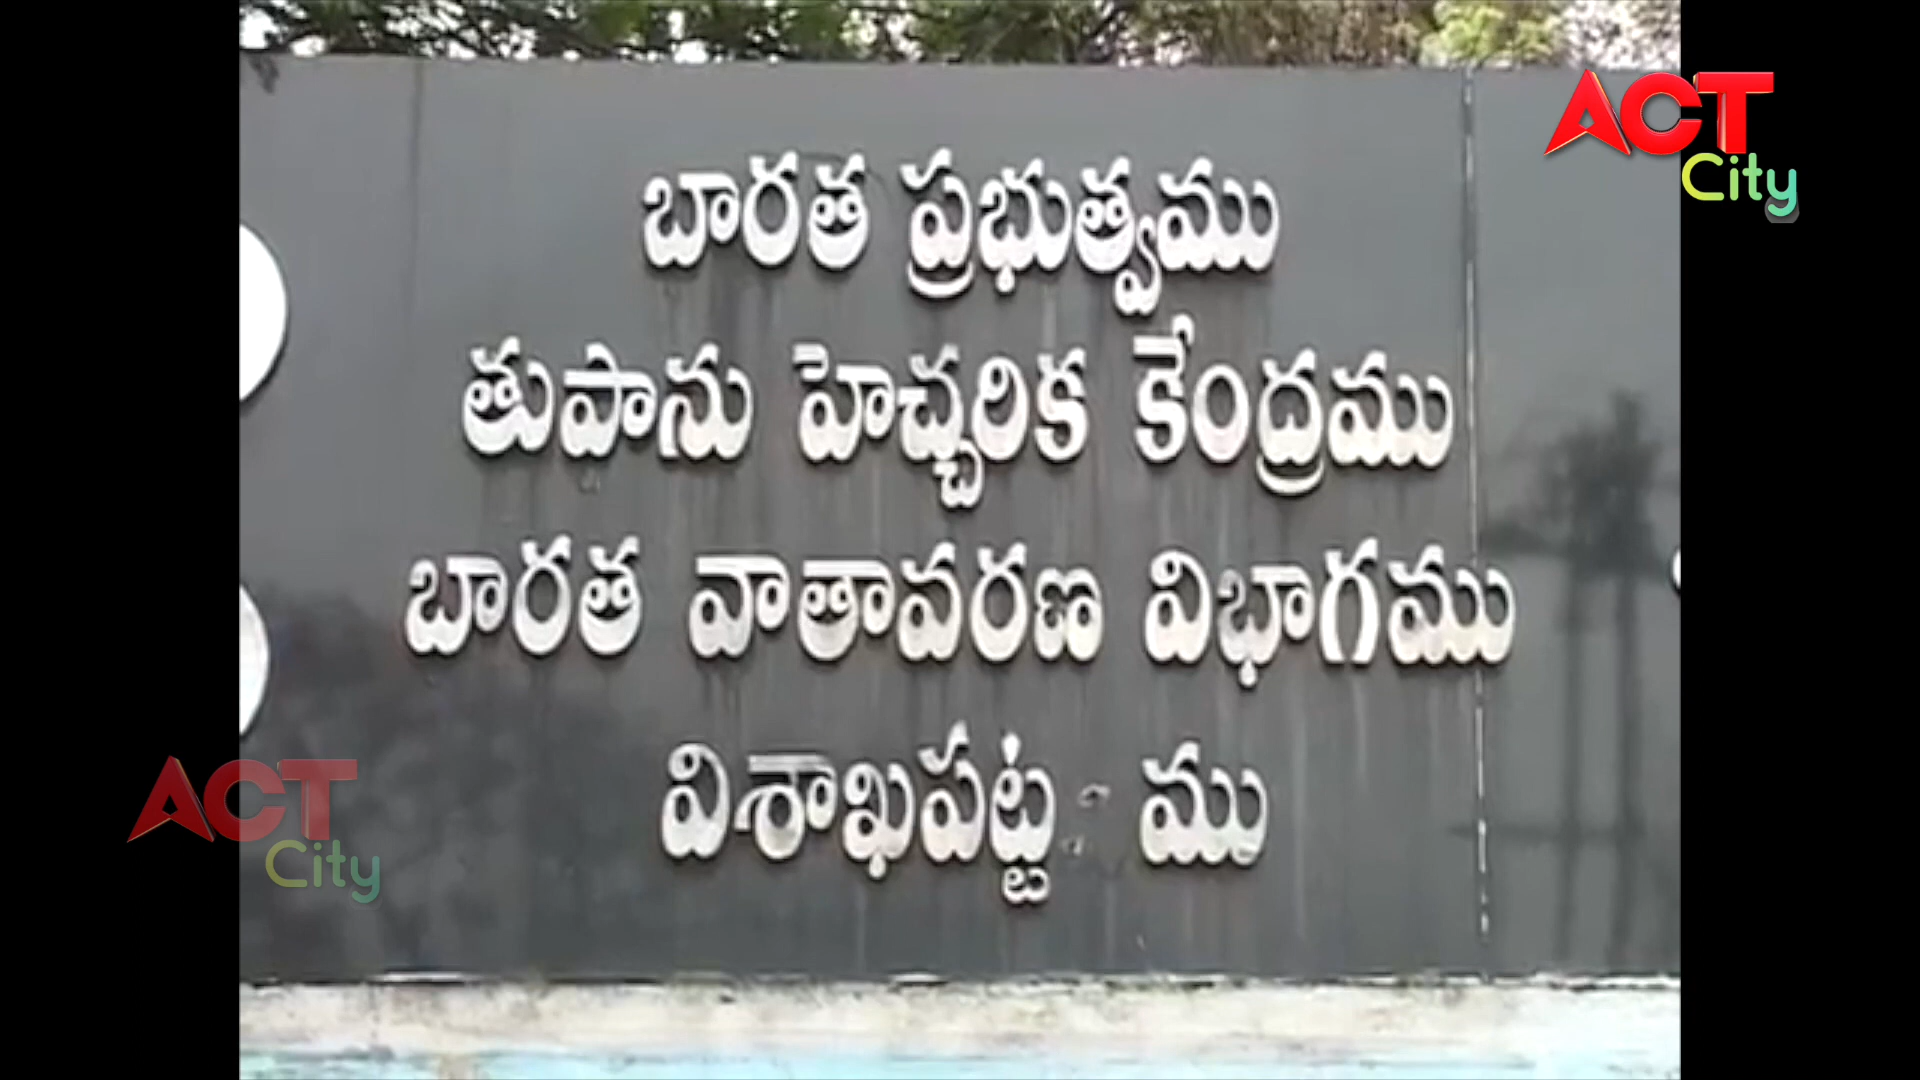 ACT
City
బారత ప్రభుత్వము
తుపాను హెచ్చరిక కేంద్రము
బారత వాతావరణ విభాగము
విశాఖపట్ట ము
ACT
City